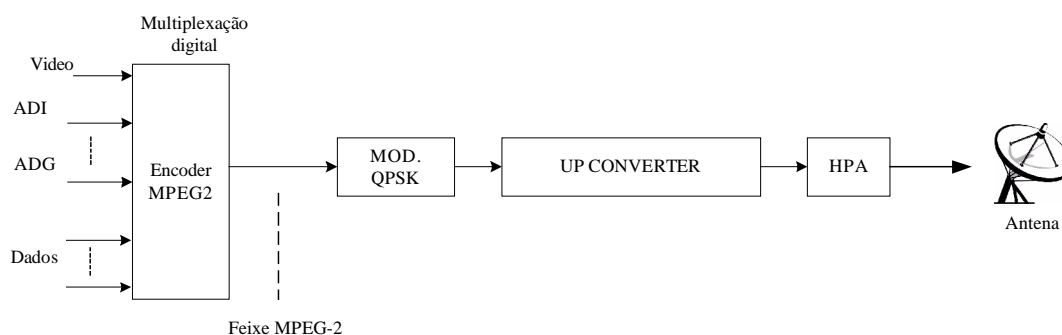 Multiplexação
digital
Video
ADI
ADG
Dados
Encoder
MPEG2
MOD.
QPSK
UP CONVERTER
HPA
Antena
Feixe MPEG-2